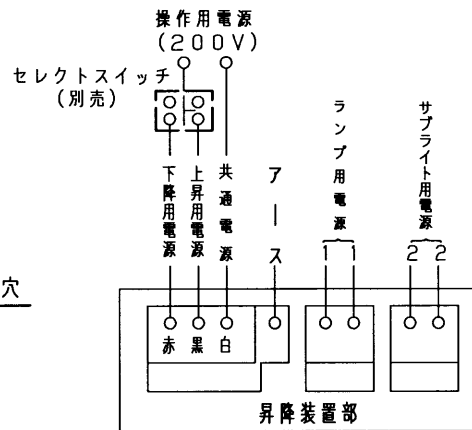 操作用電源
(200V)
セレクトスイッチ
(別売)
下降用電源
上昇用電源
共通電源
アース
ランプ用電源
サブライト用電源
1 1
2 2
穴
赤 黒 白
昇降装置部